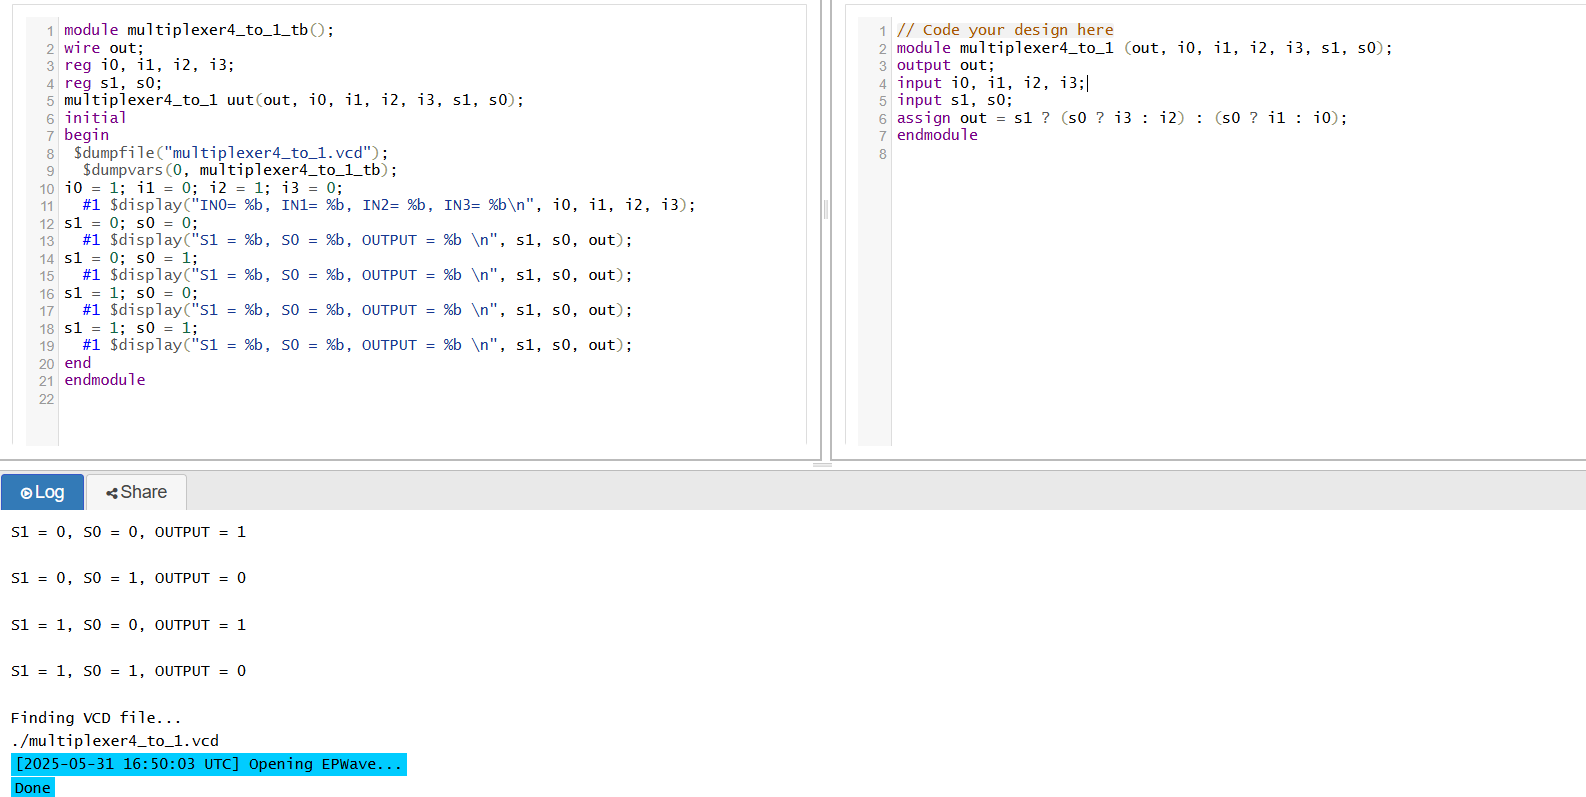 1 module multiplexer4_to_1_tb();
2 wire out;
3 reg i0, i1, i2, i3;
4 reg s1, s0;
5 multiplexer4_to_1 uut(out, i0, i1, i2, i3, s1, s0);
6 initial
7 begin
8 $dumpfile("multiplexer4_to_1.vcd");
9 $dumpvars(0, multiplexer4_to_1_tb);
10 i0 = 1; i1 = 0; i2 = 1; i3 = 0;
11 #1 $display("IN0= %b, IN1= %b, IN2= %b, IN3= %b\n", i0, i1, i2, i3);
12 s1 = 0; s0 = 0;
13 #1 $display("S1 = %b, S0 = %b, OUTPUT = %b \n", s1, s0, out);
14 s1 = 0; s0 = 1;
15 #1 $display("S1 = %b, S0 = %b, OUTPUT = %b \n", s1, s0, out);
16 s1 = 1; s0 = 0;
17 #1 $display("S1 = %b, S0 = %b, OUTPUT = %b \n", s1, s0, out);
18 s1 = 1; s0 = 1;
19 #1 $display("S1 = %b, S0 = %b, OUTPUT = %b \n", s1, s0, out);
20 end
21 endmodule
22
1 // Code your design here
2 module multiplexer4_to_1 (out, i0, i1, i2, i3, s1, s0);
3 output out;
4 input i0, i1, i2, i3;
5 input s1, s0;
6 assign out = s1 ? (s0 ? i3 : i2) : (s0 ? i1 : i0);
7 endmodule
8
Log Share
S1 = 0, S0 = 0, OUTPUT = 1
S1 = 0, S0 = 1, OUTPUT = 0
S1 = 1, S0 = 0, OUTPUT = 1
S1 = 1, S0 = 1, OUTPUT = 0
Finding VCD file...
./multiplexer4_to_1.vcd
[2025-05-31 16:50:03 UTC] Opening EPWave...
Done